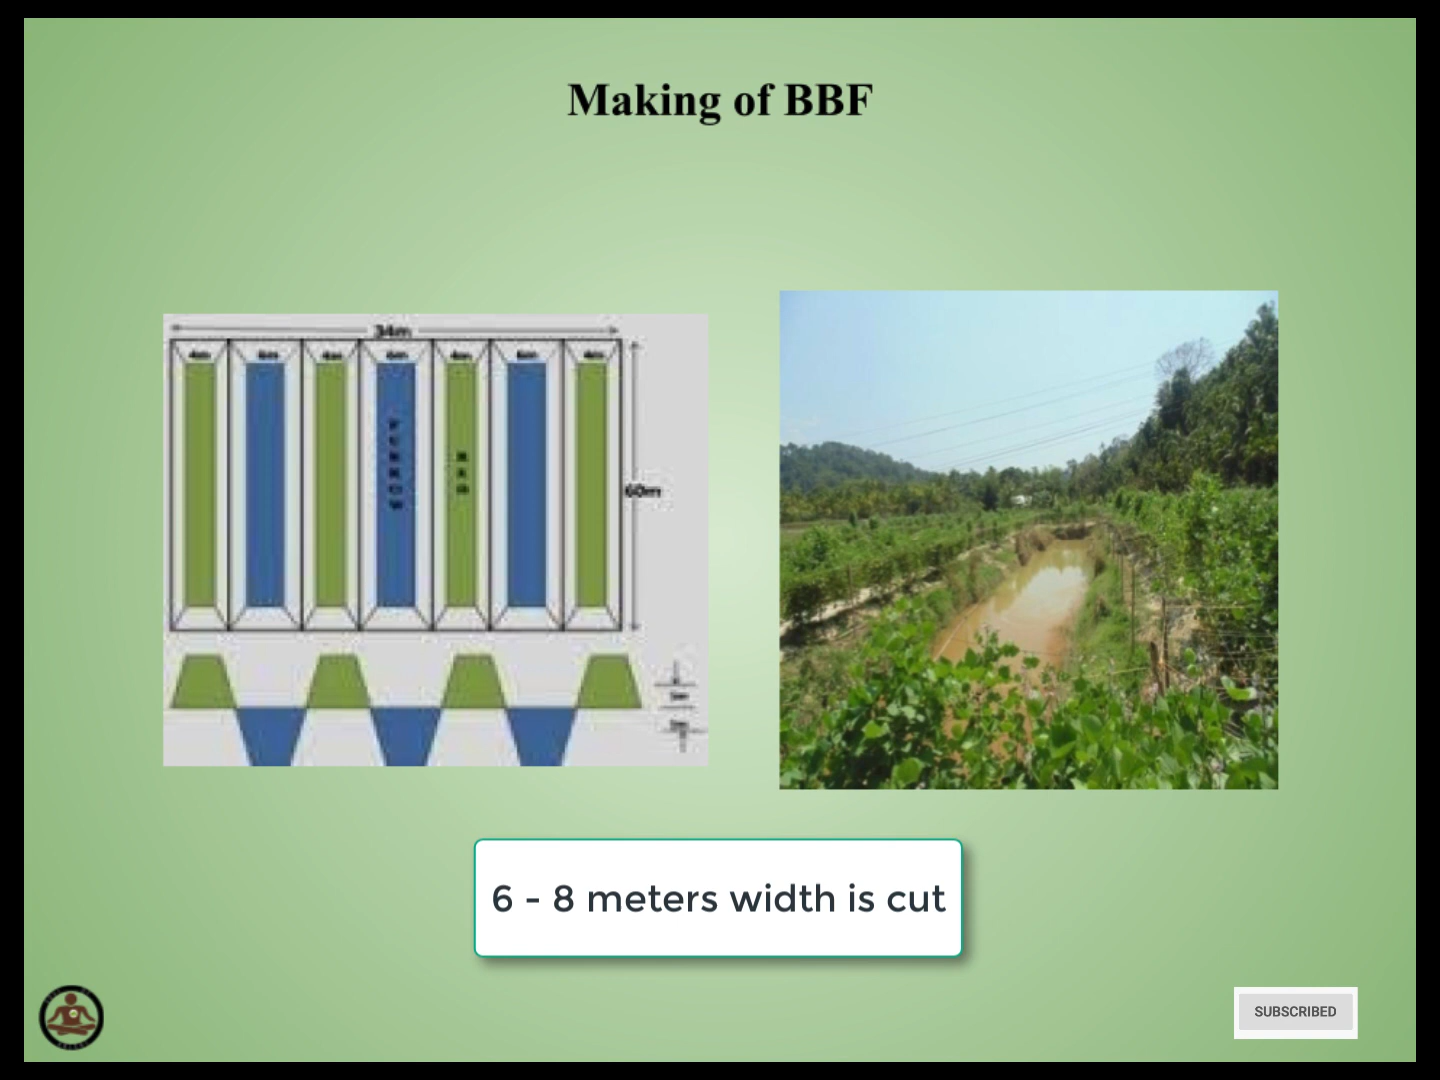 Making of BBF
34m
4m 6m 4m 6m 4m 6m 4m
60m
6 - 8 meters width is cut
SUBSCRIBED